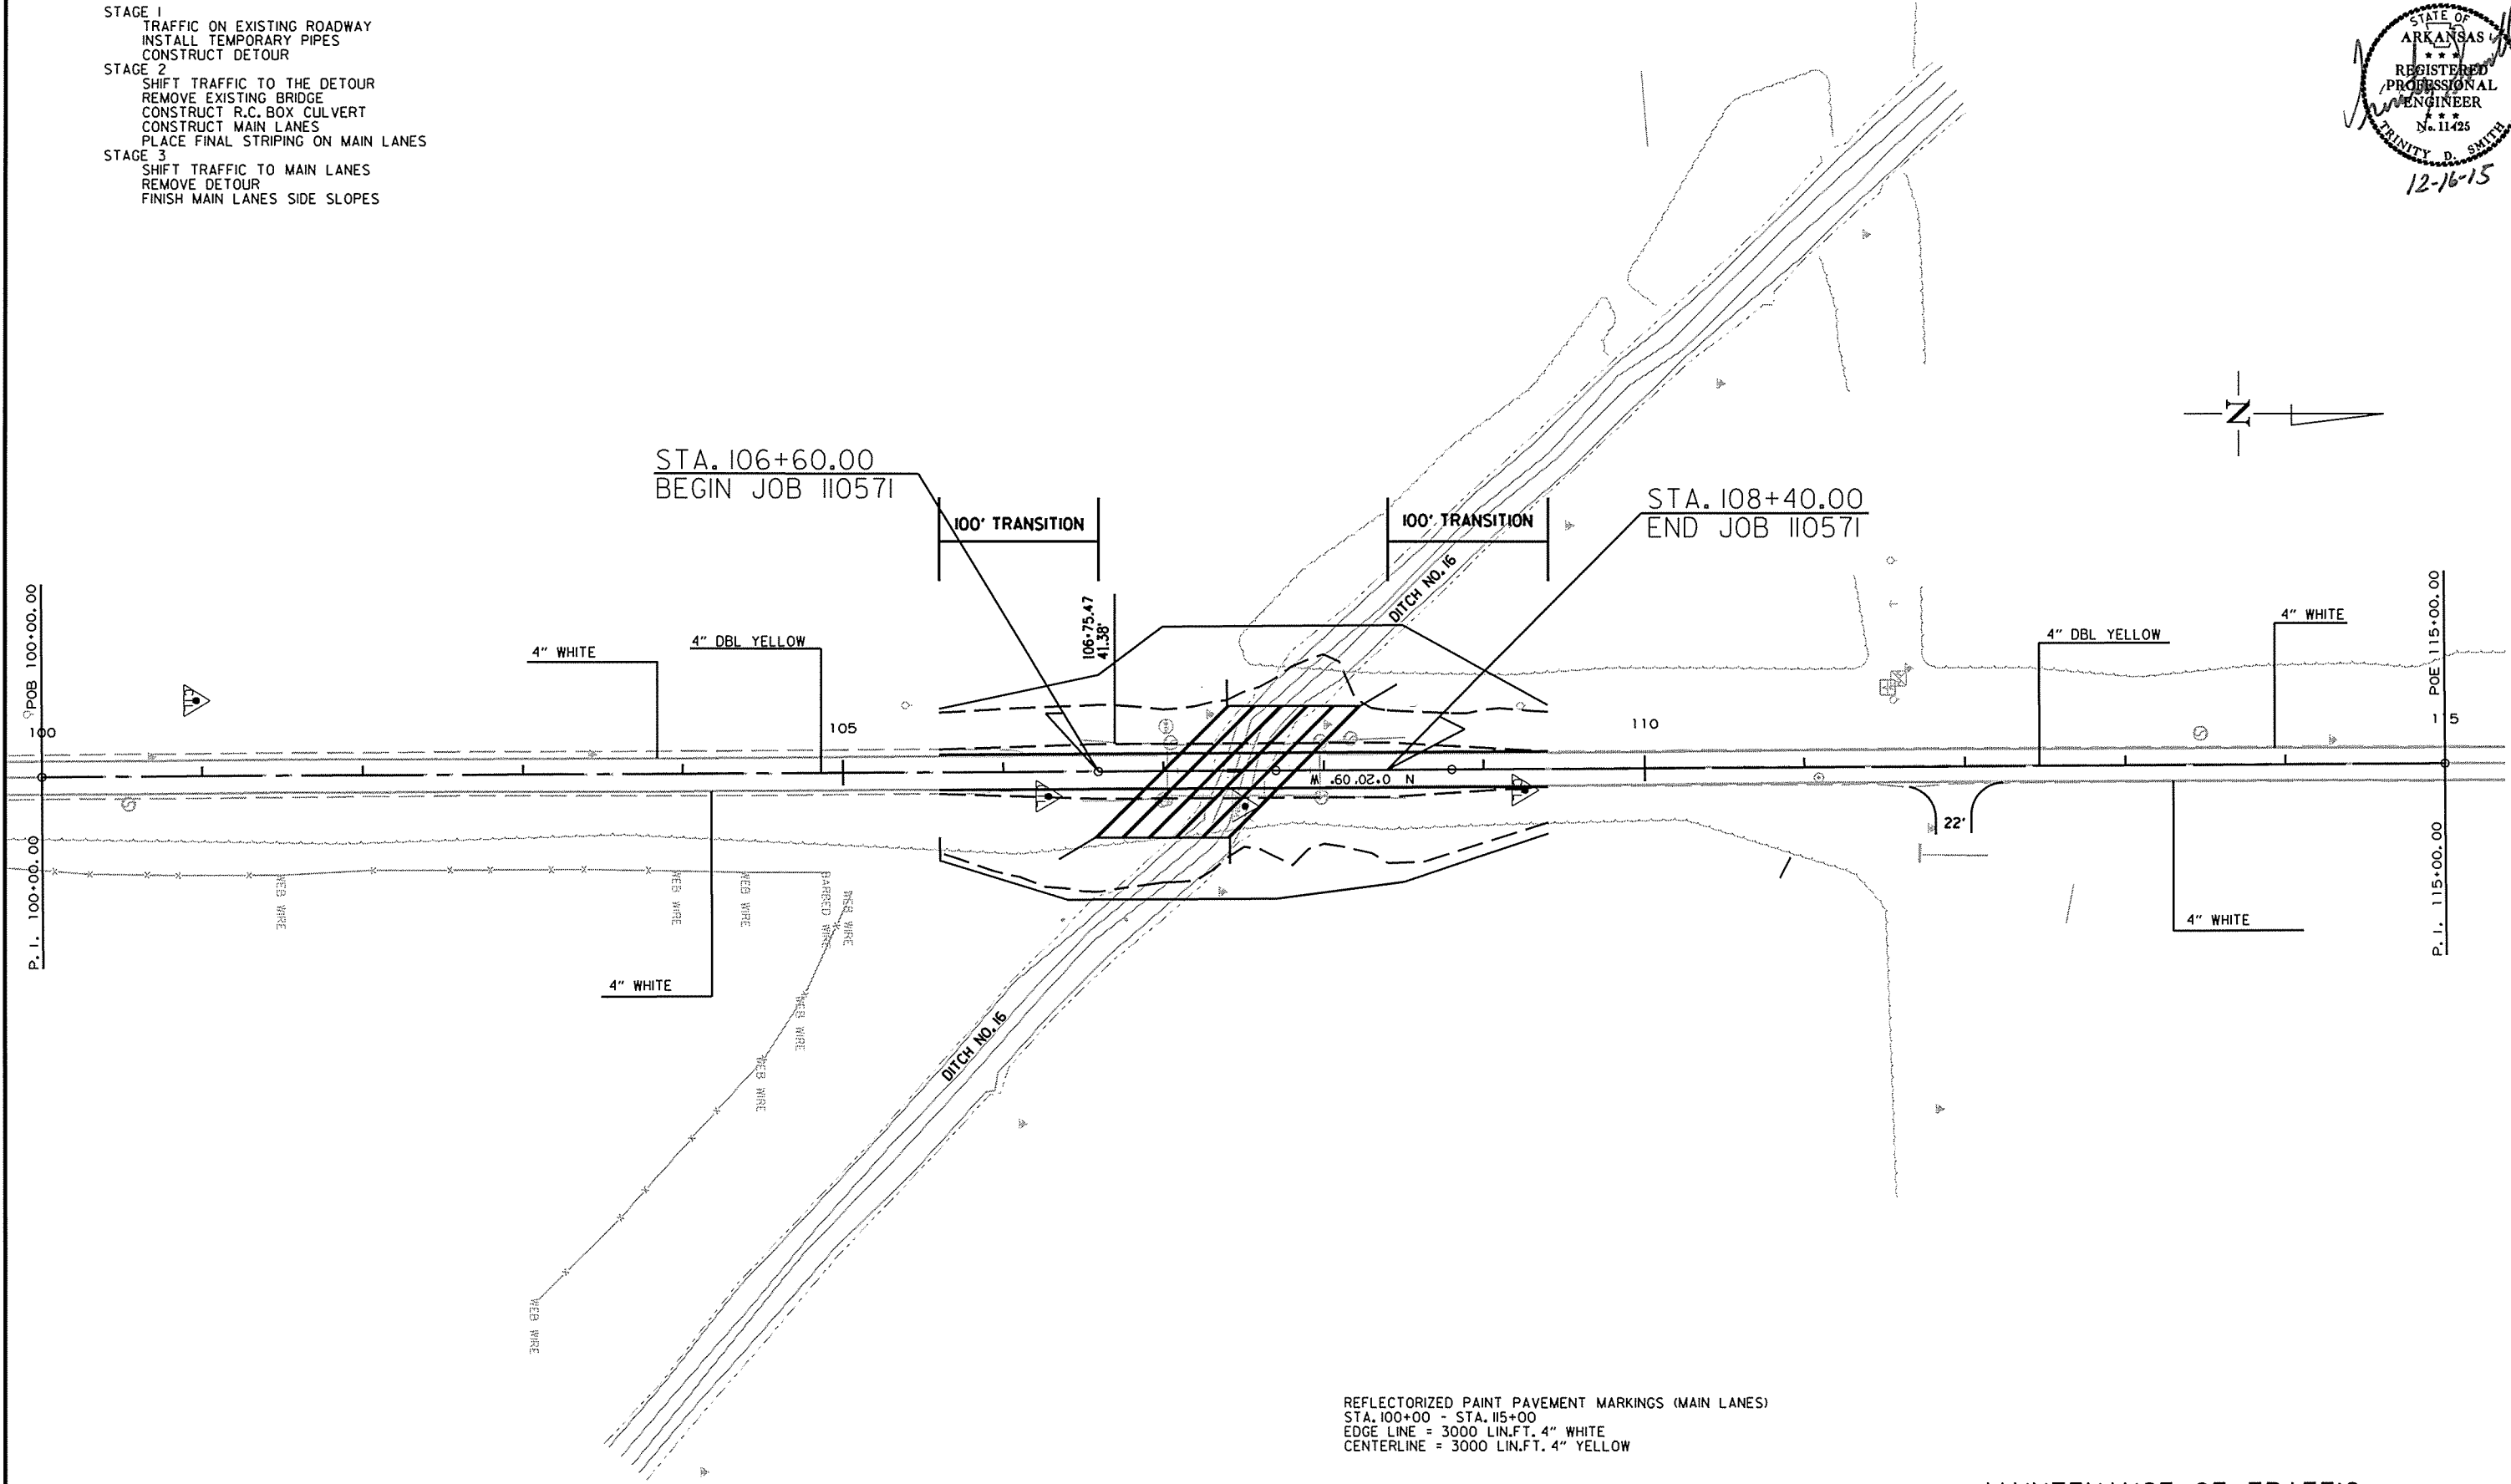 STAGE 1
TRAFFIC ON EXISTING ROADWAY
INSTALL TEMPORARY PIPES
CONSTRUCT DETOUR
STAGE 2
SHIFT TRAFFIC TO THE DETOUR
REMOVE EXISTING BRIDGE
CONSTRUCT R.C. BOX CULVERT
CONSTRUCT MAIN LANES
PLACE FINAL STRIPING ON MAIN LANES
STAGE 3
SHIFT TRAFFIC TO MAIN LANES
REMOVE DETOUR
FINISH MAIN LANES SIDE SLOPES
STATE OF
ARKANSAS
REGISTERED
PROFESSIONAL
ENGINEER
No. 11425
TRINITY D. SMITH
12-16-15
N
STA. 106+60.00
BEGIN JOB 110571
100' TRANSITION
100' TRANSITION
STA. 108+40.00
END JOB 110571
DITCH NO. 16
106+75.47
41.38'
POB 100+00.00
4" WHITE
4" DBL YELLOW
4" DBL YELLOW
4" WHITE
POE 115+00.00
100
105
110
115
N 0°02'09" W
22'
P.I. 100+00.00
WEB WIRE
WEB WIRE
WEB WIRE
BARBED WIRE
WEB WIRE
4" WHITE
4" WHITE
P.I. 115+00.00
WEB WIRE
WEB WIRE
DITCH NO. 16
WEB WIRE
REFLECTORIZED PAINT PAVEMENT MARKINGS (MAIN LANES)
STA. 100+00 - STA. 115+00
EDGE LINE = 3000 LIN.FT. 4" WHITE
CENTERLINE = 3000 LIN.FT. 4" YELLOW